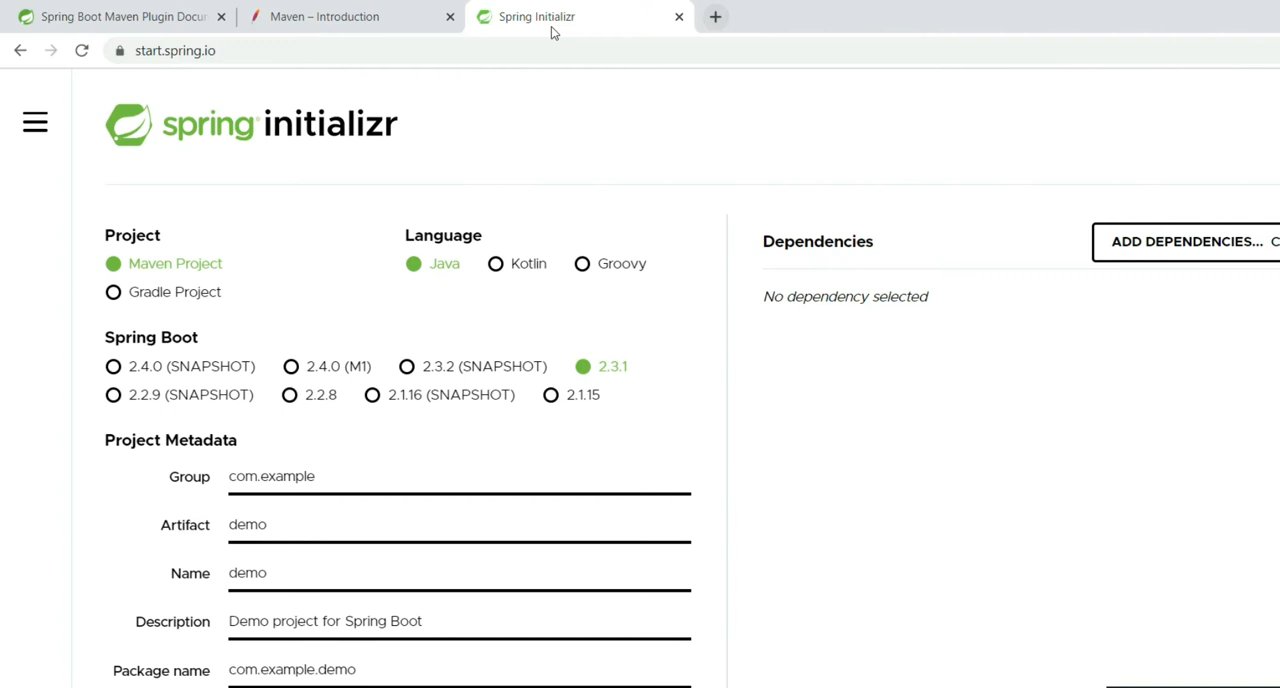 Spring Boot Maven Plugin Docu
Maven – Introduction
Spring Initializr
start.spring.io
spring initializr
Project
Maven Project
Gradle Project
Language
Java Kotlin Groovy
Spring Boot
2.4.0 (SNAPSHOT) 2.4.0 (M1) 2.3.2 (SNAPSHOT) 2.3.1
2.2.9 (SNAPSHOT) 2.2.8 2.1.16 (SNAPSHOT) 2.1.15
Project Metadata
Group com.example
Artifact demo
Name demo
Description Demo project for Spring Boot
Package name com.example.demo
Dependencies
ADD DEPENDENCIES... C
No dependency selected